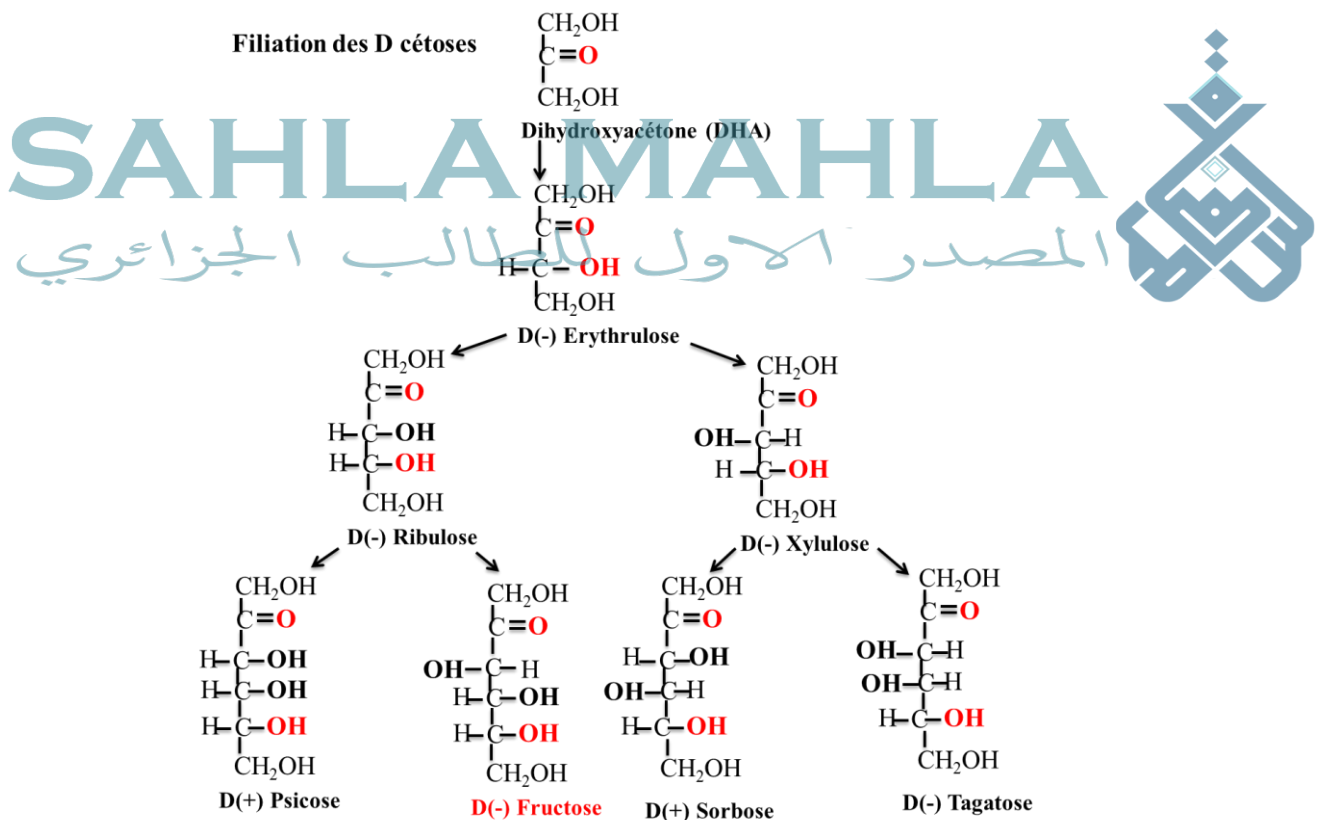 Filiation des D cétoses
CH₂OH
C=O
CH₂OH
Dihydroxyacétone (DHA)
SAHLA MAHLA
المصدر الاول للطالب الجزائري
CH₂OH
C=O
H-C-OH
CH₂OH
D(-) Erythrulose
CH₂OH
C=O
H-C-OH
H-C-OH
CH₂OH
D(-) Ribulose
CH₂OH
C=O
OH-C-H
H-C-OH
CH₂OH
D(-) Xylulose
CH₂OH
C=O
H-C-OH
H-C-OH
H-C-OH
CH₂OH
D(+) Psicose
CH₂OH
C=O
OH-C-H
H-C-OH
H-C-OH
CH₂OH
D(-) Fructose
CH₂OH
C=O
H-C-OH
OH-C-H
H-C-OH
CH₂OH
D(+) Sorbose
CH₂OH
C=O
OH-C-H
OH-C-H
H-C-OH
CH₂OH
D(-) Tagatose